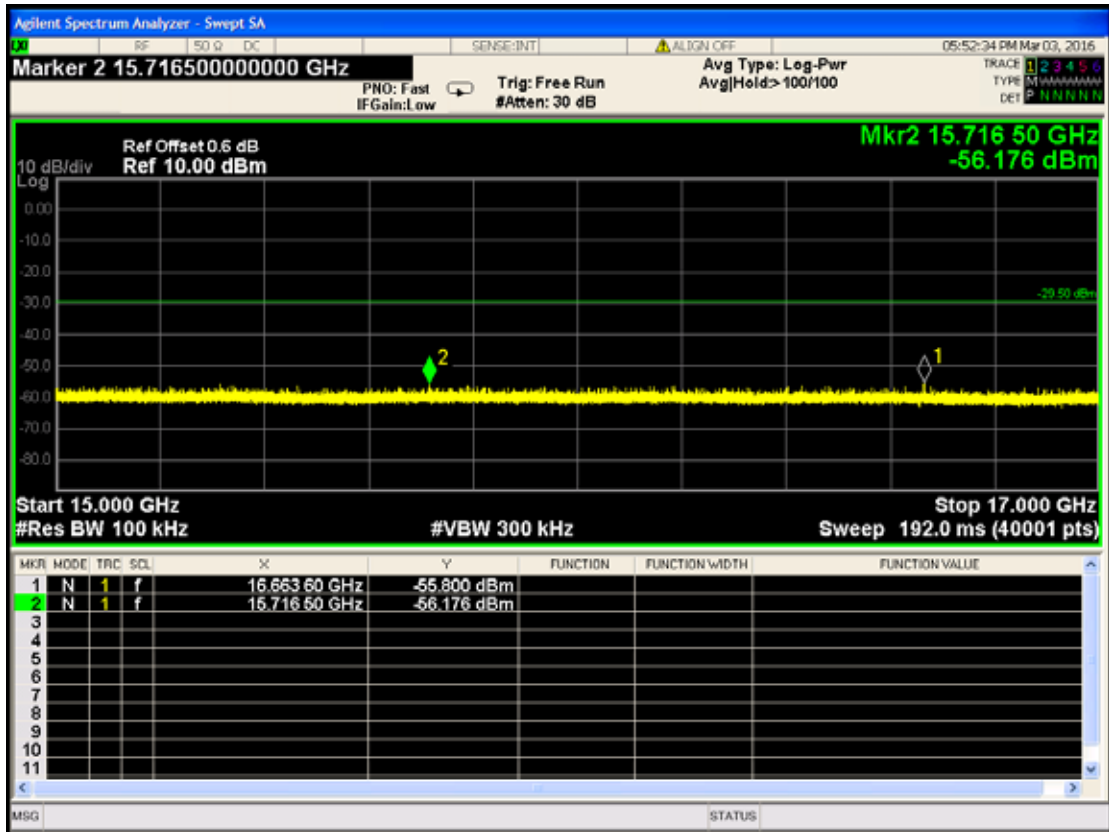 Agilent Spectrum Analyzer - Swept SA
LXI RF 50 Ω DC SENSE:INT ALIGN OFF 05:52:34 PM Mar 03, 2016
Marker 2 15.716500000000 GHz
PNO: Fast
IFGain:Low
Trig: Free Run
#Atten: 30 dB
Avg Type: Log-Pwr
Avg|Hold:>100/100
TRACE 1 2 3 4 5 6
TYPE M
DET P N N N N N
Mkr2 15.716 50 GHz
-56.176 dBm
Ref Offset 0.6 dB
10 dB/div Ref 10.00 dBm
Log
0.00
-10.0
-20.0
-29.50 dBm
-30.0
-40.0
2
1
-50.0
-60.0
-70.0
-80.0
Start 15.000 GHz Stop 17.000 GHz
#Res BW 100 kHz #VBW 300 kHz Sweep 192.0 ms (40001 pts)
MKR MODE TRC SCL X Y FUNCTION FUNCTION WIDTH FUNCTION VALUE
1 N 1 f 16.663 60 GHz -55.800 dBm
2 N 1 f 15.716 50 GHz -56.176 dBm
3
4
5
6
7
8
9
10
11
MSG STATUS